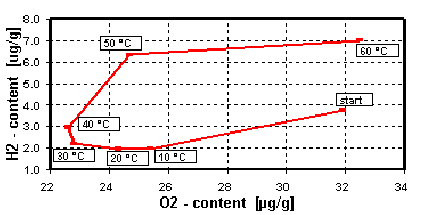 8.0
7.0
6.0
5.0
4.0
3.0
2.0
1.0
H2 - content [µg/g]
50 °C
60 °C
start
40 °C
30 °C
20 °C
10 °C
22
24
26
28
30
32
34
O2 - content [µg/g]